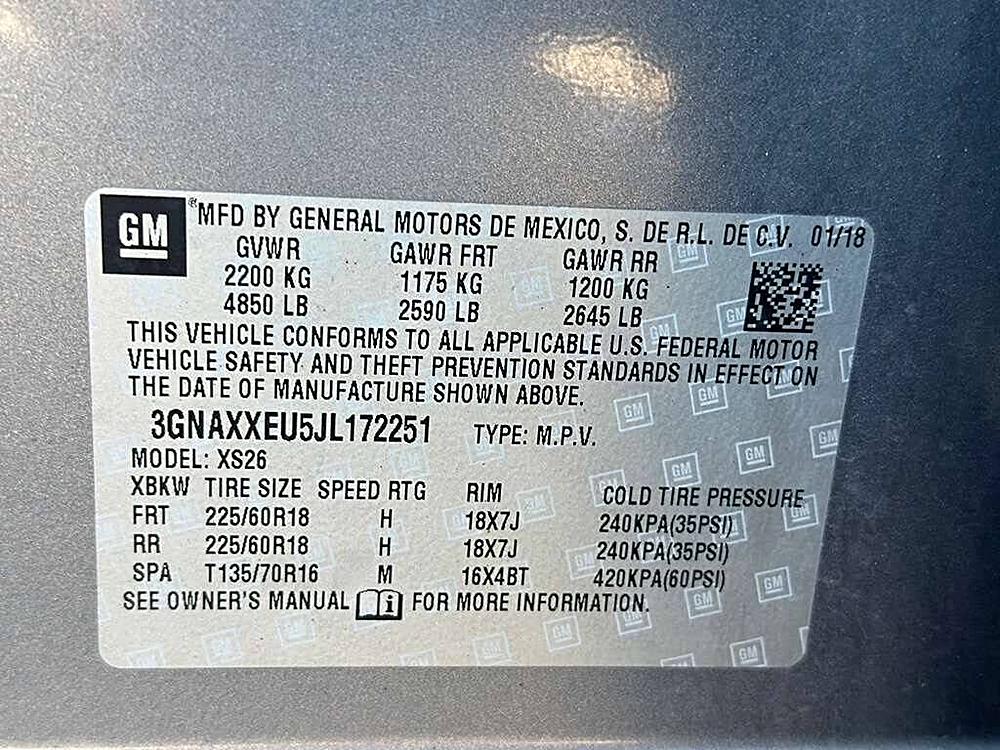 GM ® MFD BY GENERAL MOTORS DE MEXICO, S. DE R.L. DE C.V. 01/18
GVWR GAWR FRT GAWR RR
2200 KG 1175 KG 1200 KG
4850 LB 2590 LB 2645 LB
THIS VEHICLE CONFORMS TO ALL APPLICABLE U.S. FEDERAL MOTOR
VEHICLE SAFETY AND THEFT PREVENTION STANDARDS IN EFFECT ON
THE DATE OF MANUFACTURE SHOWN ABOVE.
3GNAXXEU5JL172251 TYPE: M.P.V.
MODEL: XS26
XBKW TIRE SIZE SPEED RTG RIM COLD TIRE PRESSURE
FRT 225/60R18 H 18X7J 240KPA(35PSI)
RR 225/60R18 H 18X7J 240KPA(35PSI)
SPA T135/70R16 M 16X4BT 420KPA(60PSI)
SEE OWNER'S MANUAL i FOR MORE INFORMATION.